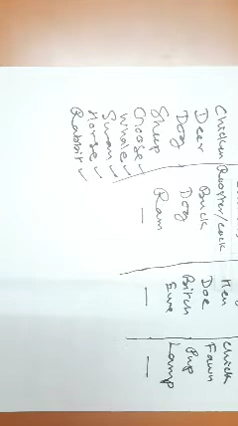 Chicken Rooster/cock Hen Chick
Deer Buck Doe Fawn
Dog Dog Bitch Pup
Sheep Ram Ewe Lamp
Goose — — —
Whale ✓
Swan ✓
Horse ✓
Rabbit ✓